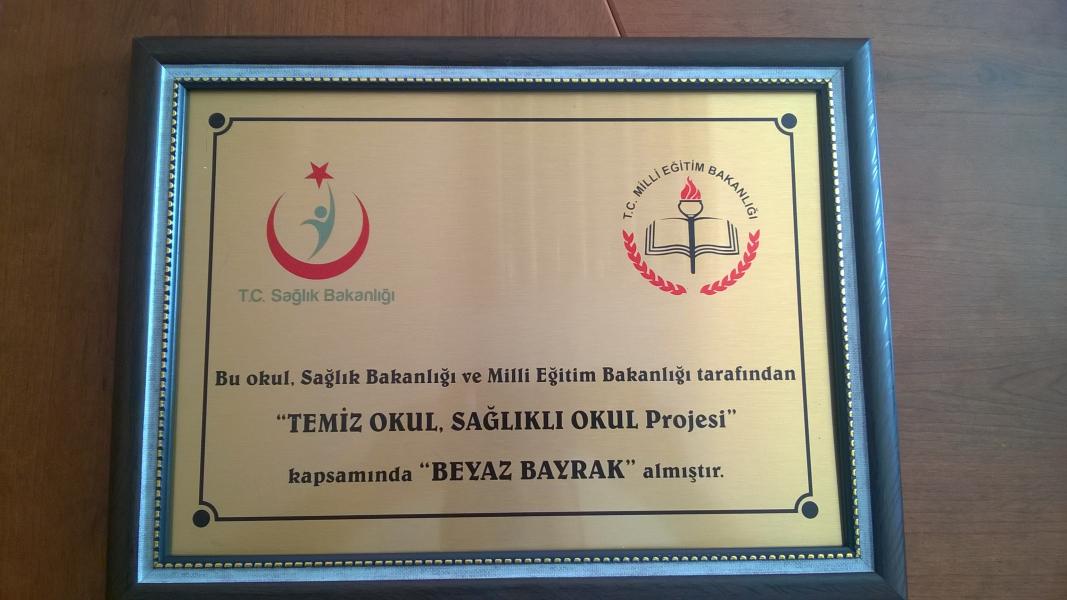 T.C. Sağlık Bakanlığı
T.C. MİLLİ EĞİTİM BAKANLIĞI
Bu okul, Sağlık Bakanlığı ve Milli Eğitim Bakanlığı tarafından
“TEMİZ OKUL, SAĞLIKLI OKUL Projesi”
kapsamında “BEYAZ BAYRAK” almıştır.